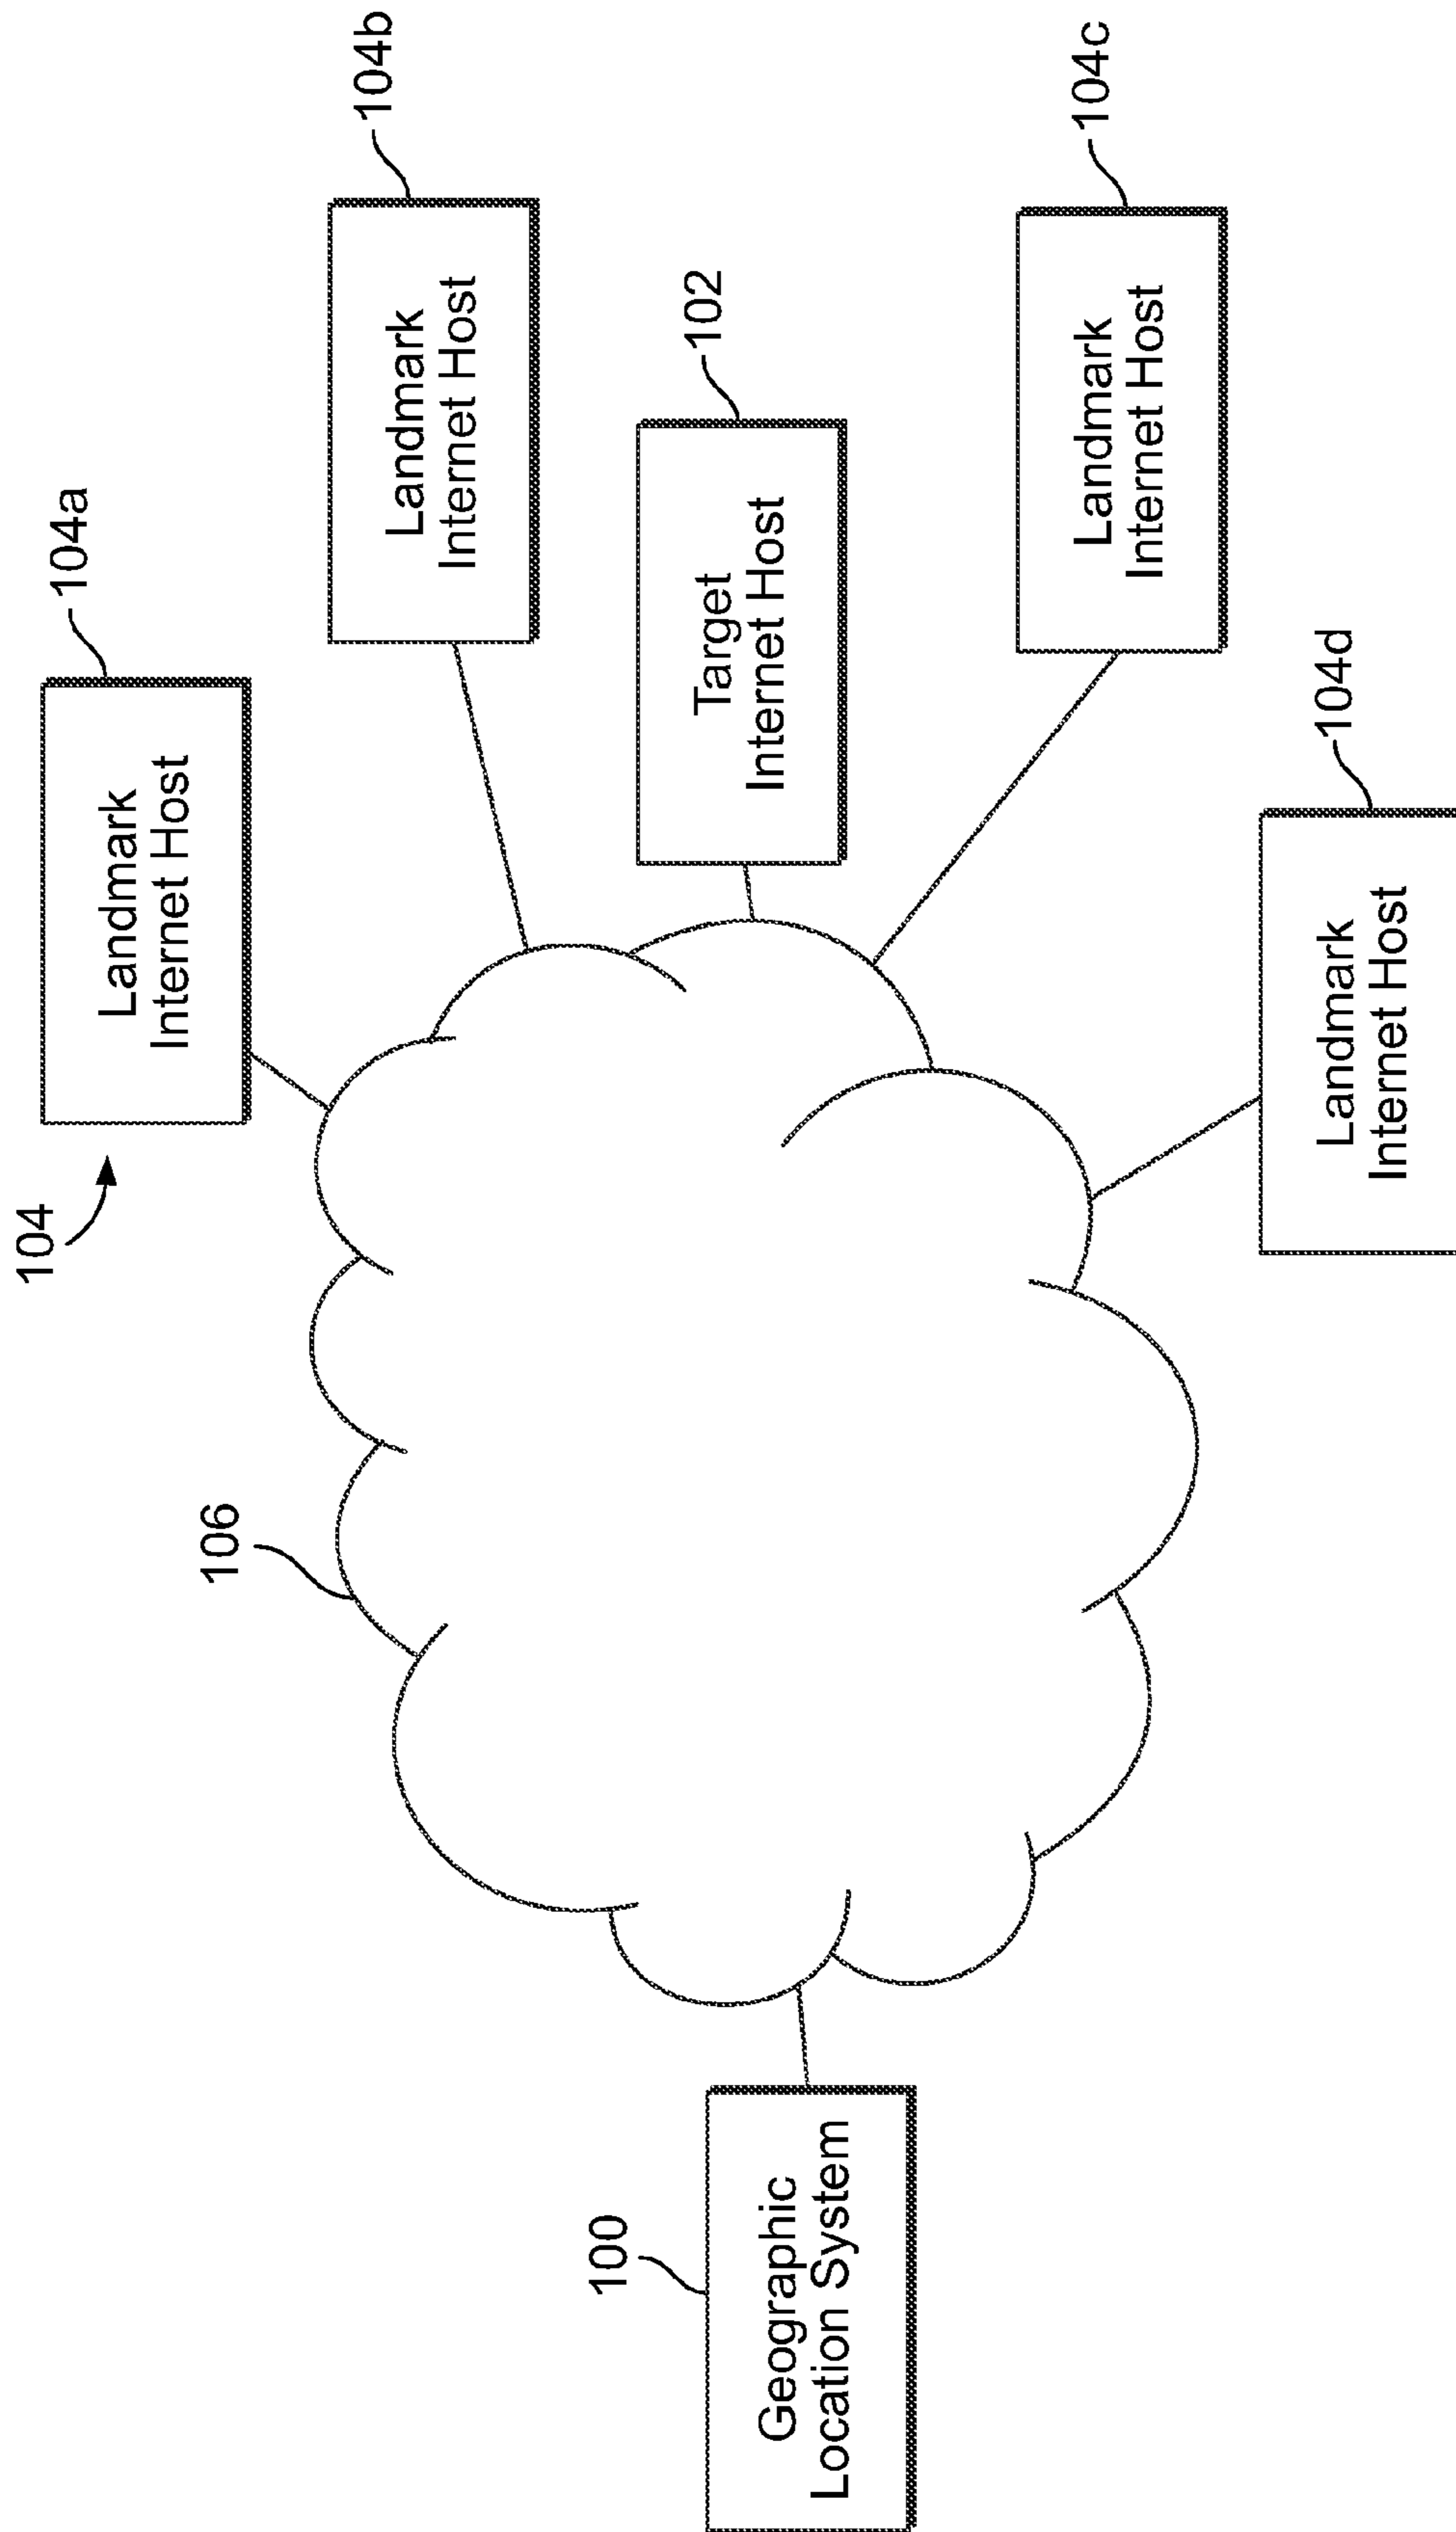 104
104a
Landmark
Internet Host
104b
Landmark
Internet Host
106
102
Target
Internet Host
100
Geographic
Location System
104c
Landmark
Internet Host
104d
Landmark
Internet Host